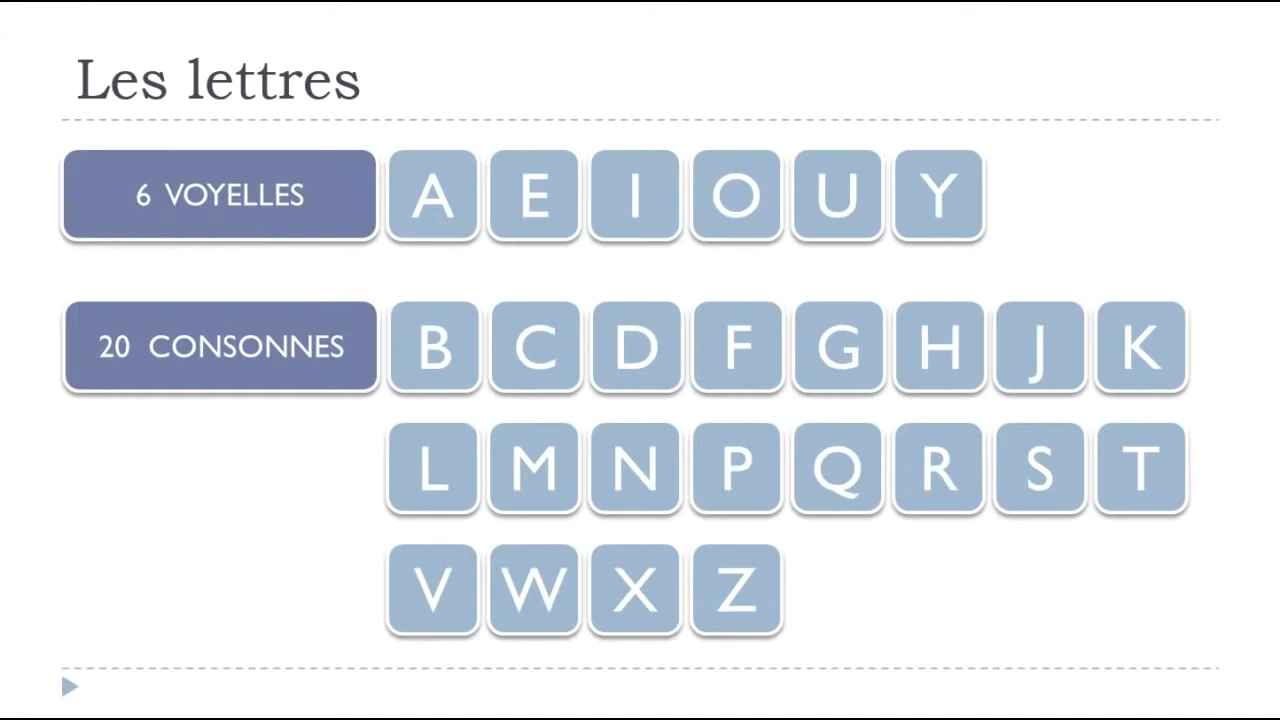 Les lettres
6 VOYELLES A E I O U Y
20 CONSONNES B C D F G H J K
L M N P Q R S T
V W X Z